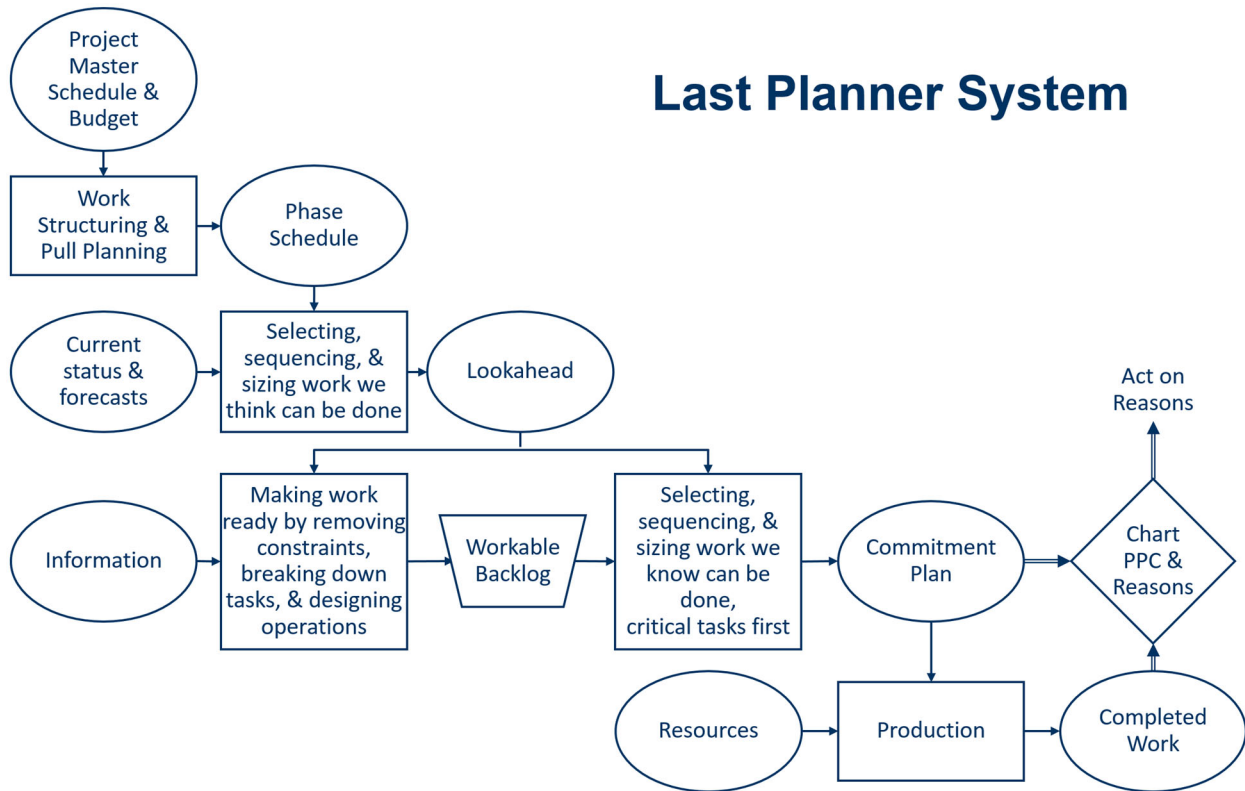 Project
Master
Schedule &
Budget
Last Planner System
Work
Structuring &
Pull Planning
Phase
Schedule
Current
status &
forecasts
Selecting,
sequencing, &
sizing work we
think can be done
Lookahead
Act on
Reasons
Information
Making work
ready by removing
constraints,
breaking down
tasks, & designing
operations
Workable
Backlog
Selecting,
sequencing, &
sizing work we
know can be
done,
critical tasks first
Commitment
Plan
Chart
PPC &
Reasons
Resources
Production
Completed
Work